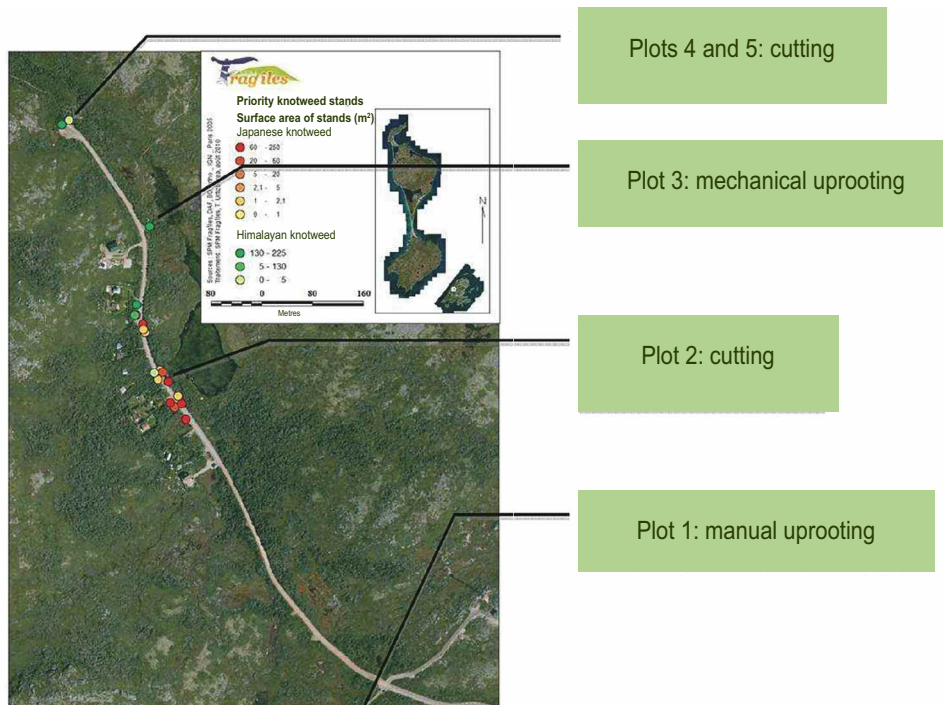 Plots 4 and 5: cutting
Frag'iles
Priority knotweed stands
Surface area of stands (m²)
Japanese knotweed
60 - 250
20 - 50
5 - 20
2,1 - 5
1 - 2,1
0 - 1
Himalayan knotweed
130 - 225
5 - 130
0 - 5
80 0 80 160
Metres
N
Plot 3: mechanical uprooting
Plot 2: cutting
Plot 1: manual uprooting